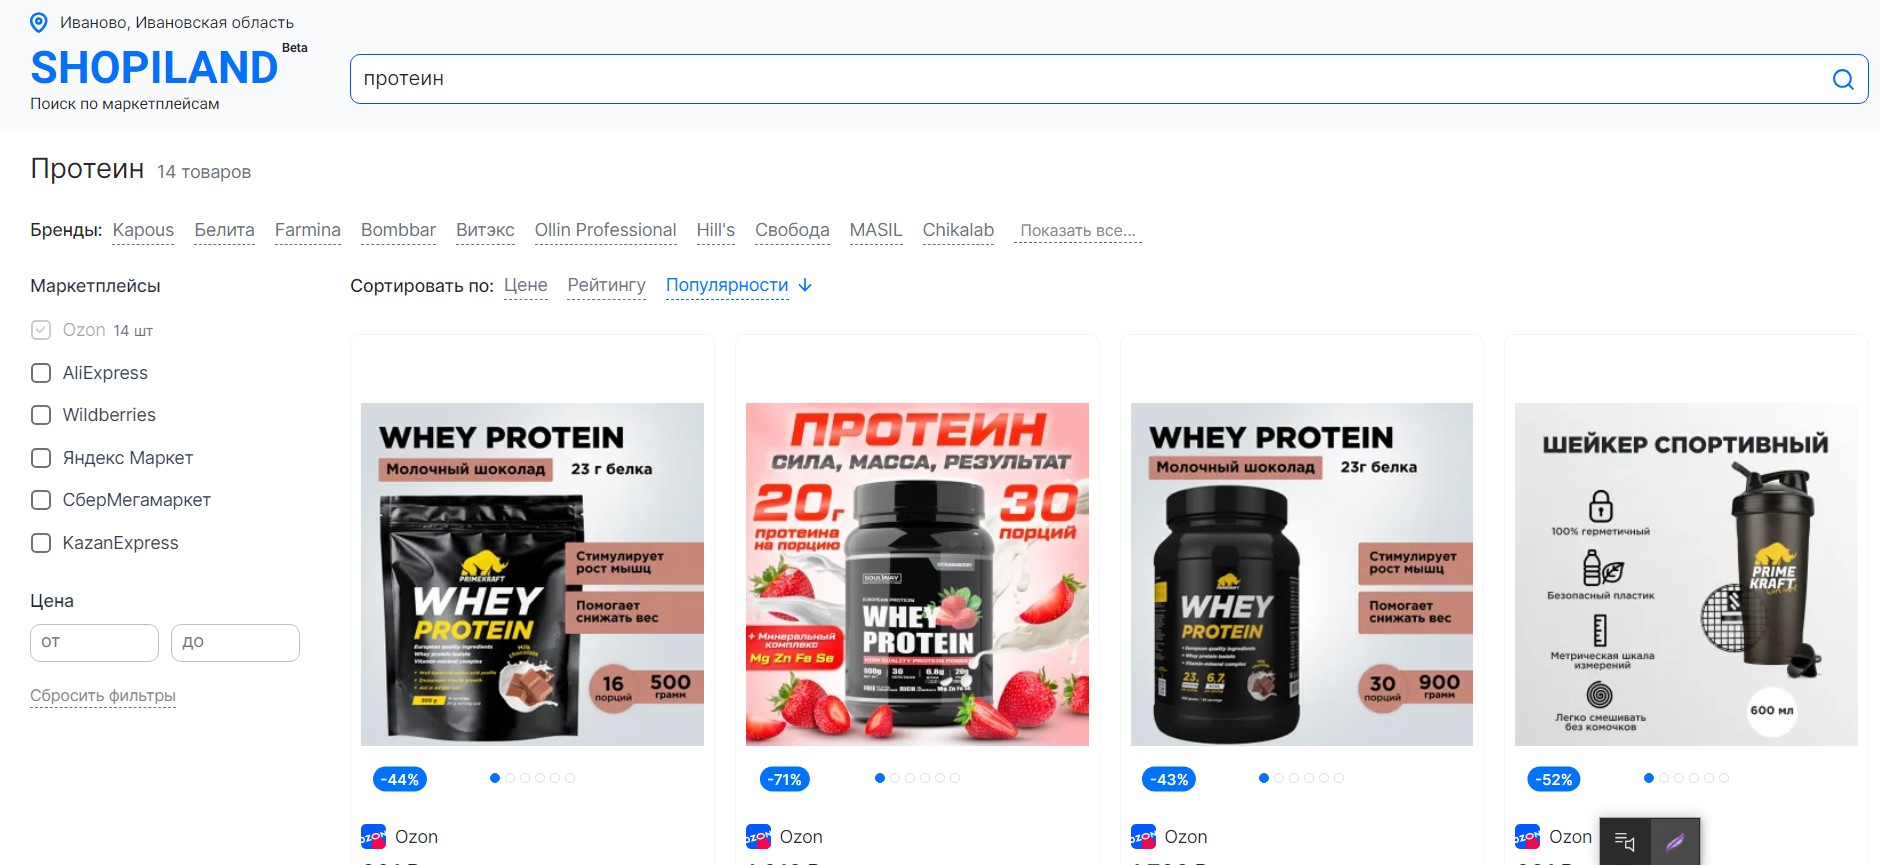 Иваново, Ивановская область
SHOPILAND Beta
Поиск по маркетплейсам
протеин
Протеин 14 товаров
Бренды: Kapous Белита Farmina Bombbar Витэкс Ollin Professional Hill's Свобода MASIL Chikalab Показать все...
Маркетплейсы
Ozon 14 шт
AliExpress
Wildberries
Яндекс Маркет
СберМегамаркет
KazanExpress
Цена
от до
Сбросить фильтры
Сортировать по: Цене Рейтингу Популярности
WHEY PROTEIN
Молочный шоколад 23 г белка
Стимулирует
рост мышц
Помогает
снижать вес
PRIMEKRAFT
WHEY
PROTEIN
16
порций
500
грамм
-44%
Ozon
ПРОТЕИН
СИЛА, МАССА, РЕЗУЛЬТАТ
20г
протеина
на порцию
30
порций
SOULWAY
STRAWBERRY
EUROPEAN PROTEIN
WHEY
PROTEIN
+ Минеральный
комплекс
Mg Zn Fe Se
-71%
Ozon
WHEY PROTEIN
Молочный шоколад 23г белка
Стимулирует
рост мышц
Помогает
снижать вес
WHEY
PROTEIN
30
порций
900
грамм
-43%
Ozon
ШЕЙКЕР СПОРТИВНЫЙ
100% герметичный
Безопасный пластик
Метрическая шкала
измерений
Легко смешивать
без комочков
PRIME
KRAFT
600 мл
-52%
Ozon